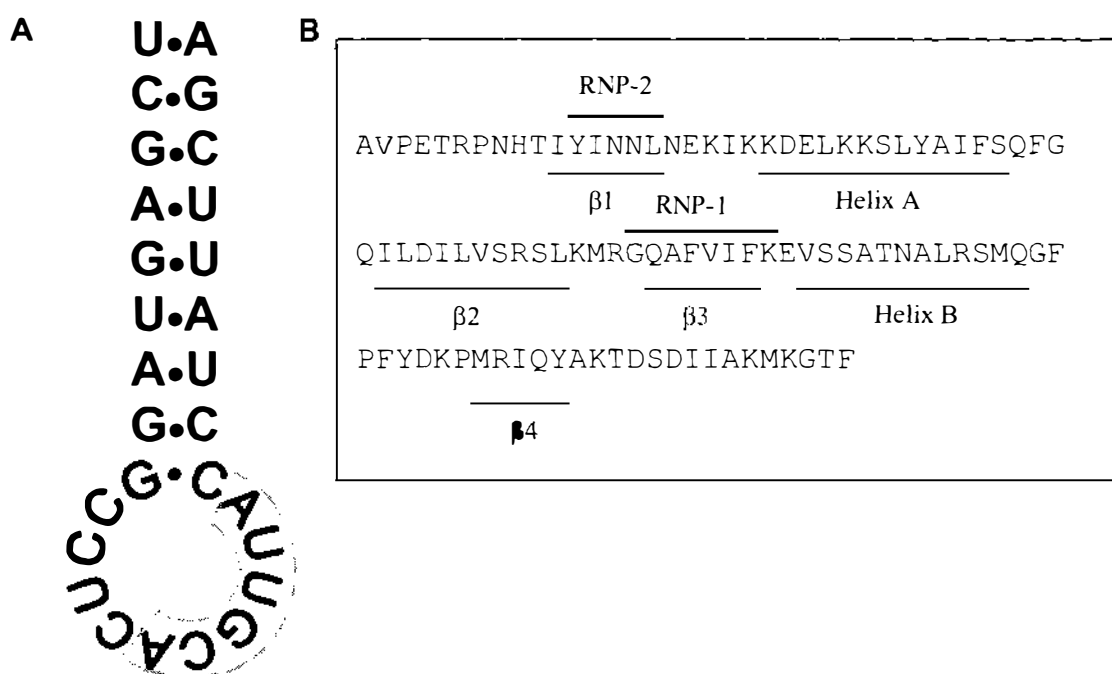 A
U•A
C•G
G•C
A•U
G•U
U•A
A•U
G•C
G•C
C A
C U
U U
C G
A C
B
RNP-2
AVPETRPNHTIYINNLNEKIKKDELKKSLYAIFSQFG
β1 RNP-1 Helix A
QILDILVSRSLKMRGQAFVIFKEVSSATNALRSMQGF
β2 β3 Helix B
PFYDKPMRIQYAKTDSDIIAKMKGTF
β4